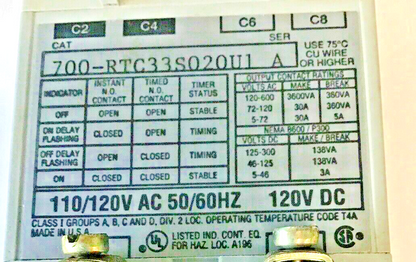 C2 C4 C6 C8
CAT SER
700-RTC33S020U1 A
USE 75°C
CU WIRE
OR HIGHER
INDICATOR INSTANT N.O. CONTACT TIMED N.O. CONTACT TIMER STATUS
OFF OPEN OPEN STABLE
ON DELAY FLASHING CLOSED OPEN TIMING
OFF DELAY FLASHING OPEN CLOSED TIMING
ON CLOSED CLOSED STABLE
OUTPUT CONTACT RATINGS
VOLTS AC MAKE BREAK
120-600 3600VA 360VA
72-120 30A 360VA
5-72 30A 5A
NEMA B600 / P300
VOLTS DC MAKE / BREAK
125-300 138VA
46-125 138VA
5-46 3A
110/120V AC 50/60HZ 120V DC
CLASS I GROUPS A, B, C AND D, DIV. 2 LOC. OPERATING TEMPERATURE CODE T4A
MADE IN U.S.A.
UL LISTED IND. CONT. EQ.
FOR HAZ. LOC. A196